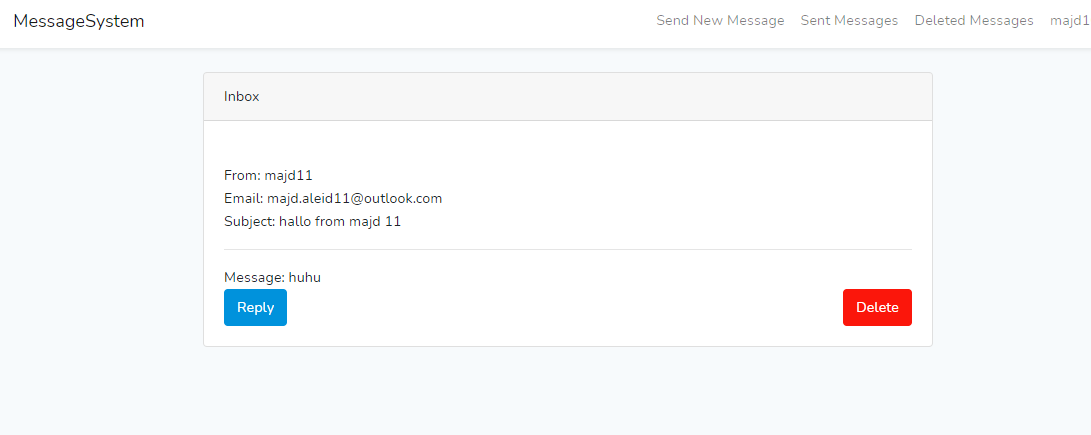 MessageSystem Send New Message Sent Messages Deleted Messages majd1
Inbox
From: majd11
Email: majd.aleid11@outlook.com
Subject: hallo from majd 11
Message: huhu
Reply Delete